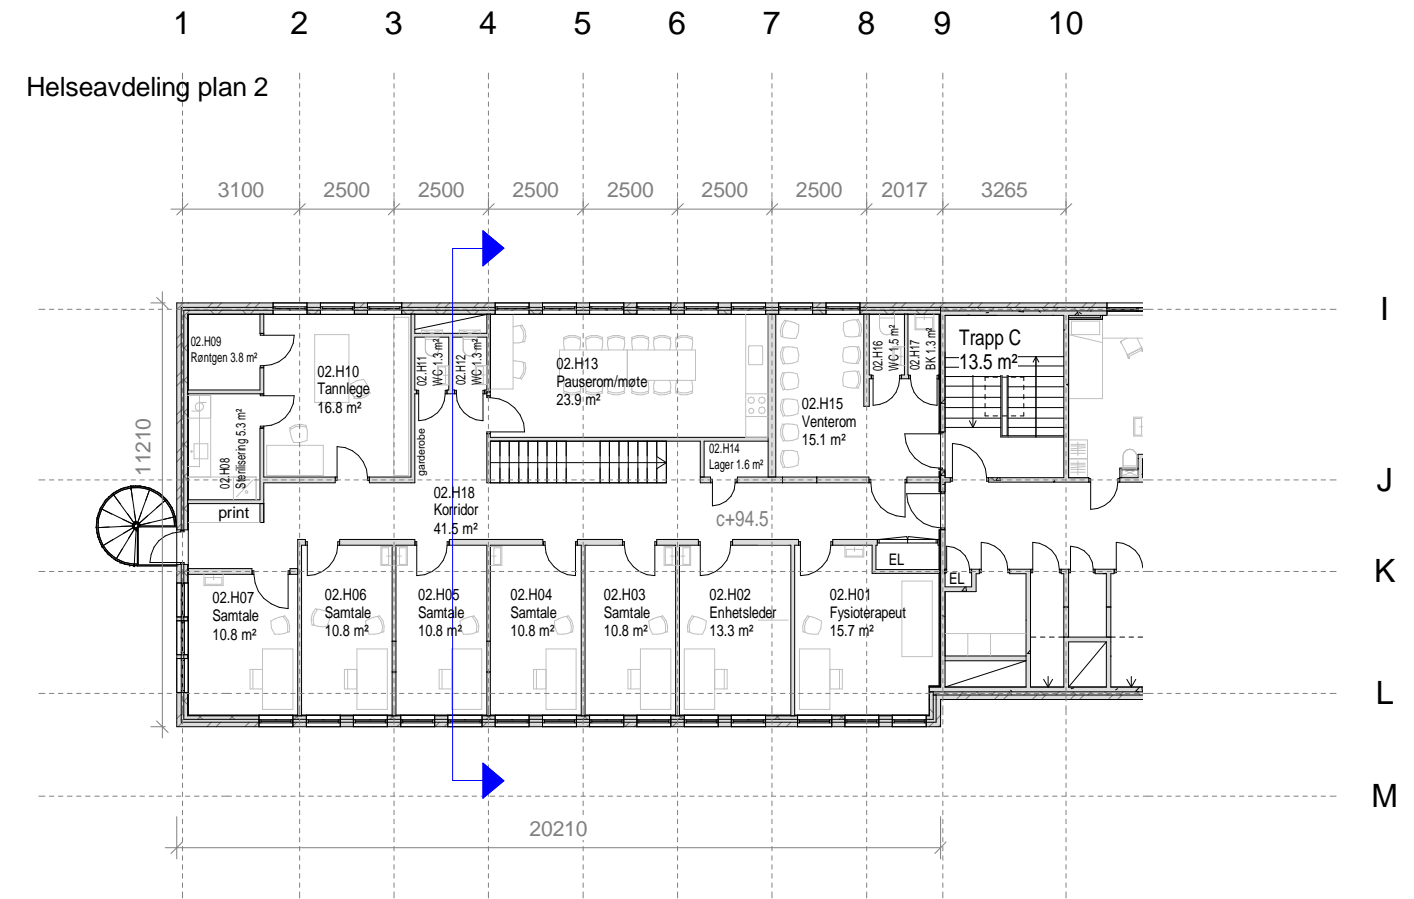 1 2 3 4 5 6 7 8 9 10
Helseavdeling plan 2
3100 2500 2500 2500 2500 2500 2500 2017 3265
I
02.H09
Røntgen 3.8 m²
02.H10
Tannlege
16.8 m²
02.H11
WC 1.3 m²
02.H12
WC 1.3 m²
02.H13
Pauserom/møte
23.9 m²
02.H16
WC 1.5 m²
02.H17
BK 1.3 m²
Trapp C
13.5 m²
02.H15
Venterom
15.1 m²
11210
02.H08
Sterilisering 5.3 m²
garderobe
02.H14
Lager 1.6 m²
J
print
02.H18
Korridor
41.5 m²
c+94.5
EL
EL
K
02.H07
Samtale
10.8 m²
02.H06
Samtale
10.8 m²
02.H05
Samtale
10.8 m²
02.H04
Samtale
10.8 m²
02.H03
Samtale
10.8 m²
02.H02
Enhetsleder
13.3 m²
02.H01
Fysioterapeut
15.7 m²
L
M
20210